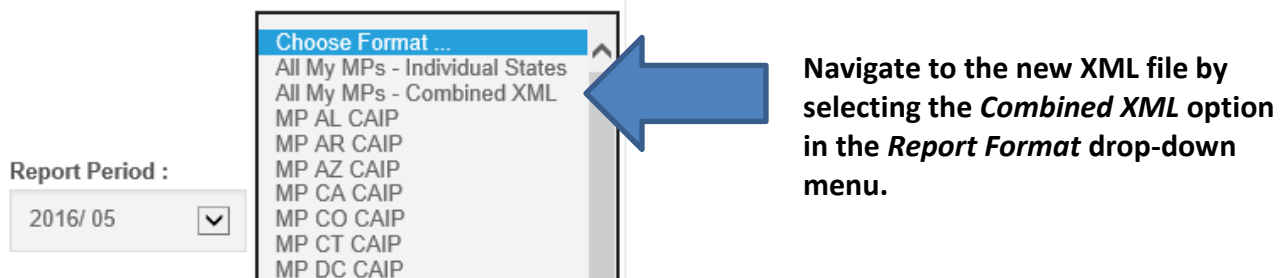 Choose Format ...
All My MPs - Individual States
All My MPs - Combined XML
MP AL CAIP
MP AR CAIP
MP AZ CAIP
MP CA CAIP
MP CO CAIP
MP CT CAIP
MP DC CAIP
Report Period :
2016/ 05
Navigate to the new XML file by
selecting the Combined XML option
in the Report Format drop-down
menu.